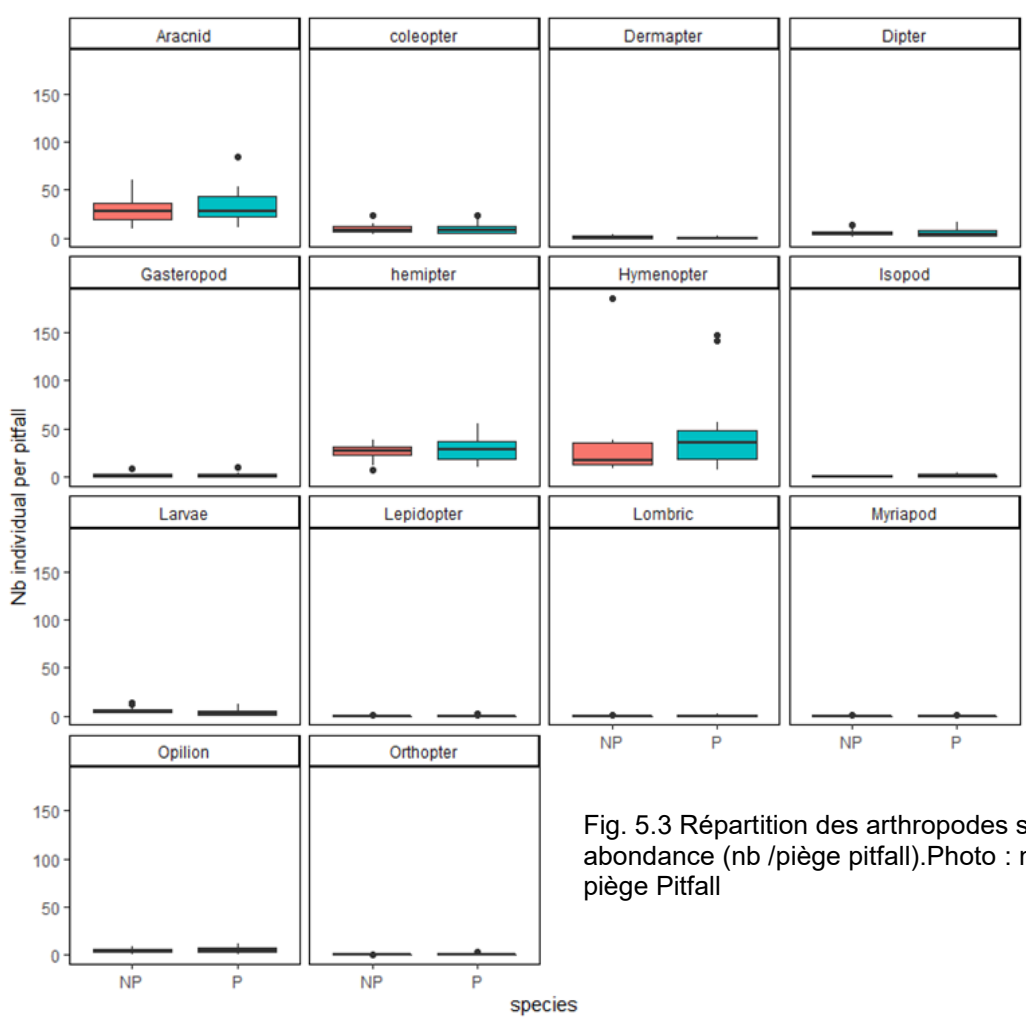 Aracnid coleopter Dermapter Dipter
150
100
50
0
Gasteropod hemipter Hymenopter Isopod
150
100
50
0
Larvae Lepidopter Lombric Myriapod
150
100
50
0
NP P NP P
Opilion Orthopter
150
100
50
0
NP P NP P
Nb individual per pitfall
species
Fig. 5.3 Répartition des arthropodes
abondance (nb /piège pitfall).Photo :
piège Pitfall